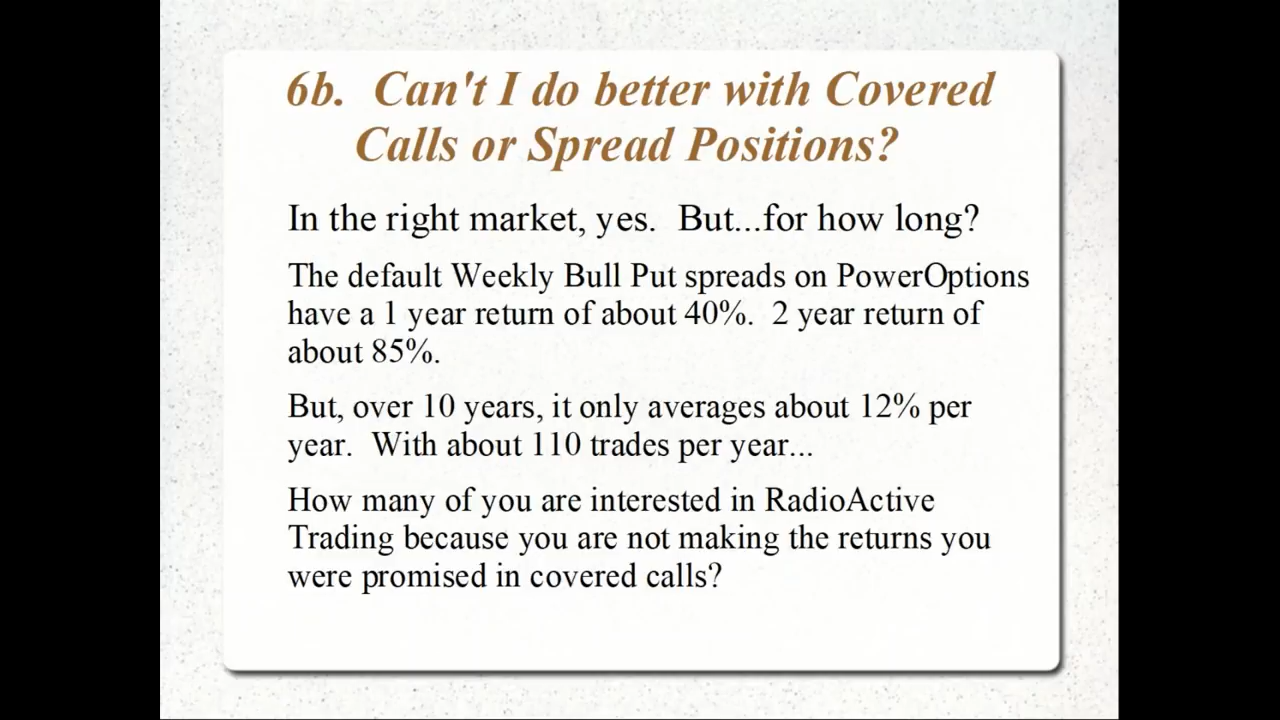 6b.  Can't I do better with Covered
Calls or Spread Positions?
In the right market, yes.  But...for how long?
The default Weekly Bull Put spreads on PowerOptions
have a 1 year return of about 40%.  2 year return of
about 85%.
But, over 10 years, it only averages about 12% per
year.  With about 110 trades per year...
How many of you are interested in RadioActive
Trading because you are not making the returns you
were promised in covered calls?